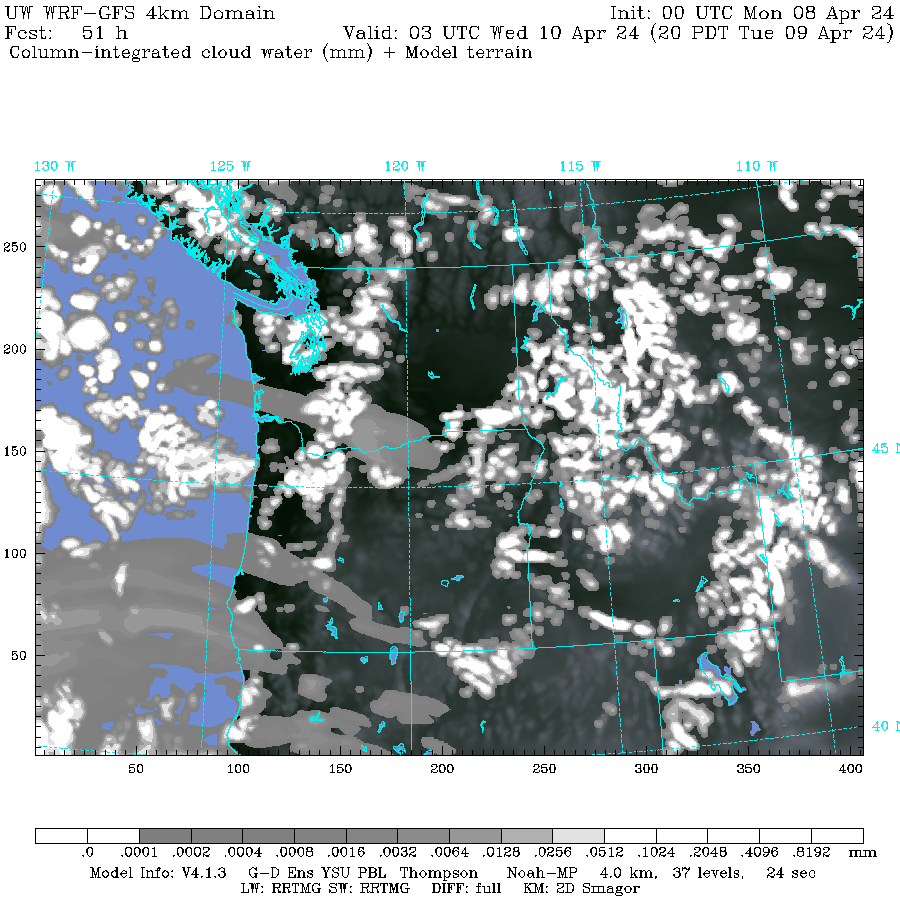 UW WRF-GFS 4km Domain Init: 00 UTC Mon 08 Apr 24
Fcst: 51 h Valid: 03 UTC Wed 10 Apr 24 (20 PDT Tue 09 Apr 24)
Column-integrated cloud water (mm) + Model terrain
130 W 125 W 120 W 115 W 110 W
250
200
150
45 N
100
50
40 N
50 100 150 200 250 300 350 400
.0 .0001 .0002 .0004 .0008 .0016 .0032 .0064 .0128 .0256 .0512 .1024 .2048 .4096 .8192 mm
Model Info: V4.1.3 G-D Ens YSU PBL Thompson Noah-MP 4.0 km, 37 levels, 24 sec
LW: RRTMG SW: RRTMG DIFF: full KM: 2D Smagor